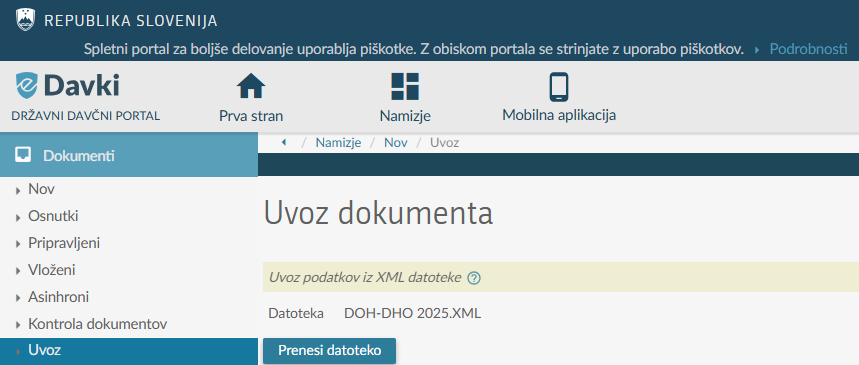 REPUBLIKA SLOVENIJA
Spletni portal za boljše delovanje uporablja piškotke. Z obiskom portala se strinjate z uporabo piškotkov. Podrobnosti
eDavki
DRŽAVNI DAVČNI PORTAL
Prva stran
Namizje
Mobilna aplikacija
Dokumenti
Nov
Osnutki
Pripravljeni
Vloženi
Asinhroni
Kontrola dokumentov
Uvoz
/ Namizje / Nov / Uvoz
Uvoz dokumenta
Uvoz podatkov iz XML datoteke ?
Datoteka DOH-DHO 2025.XML
Prenesi datoteko